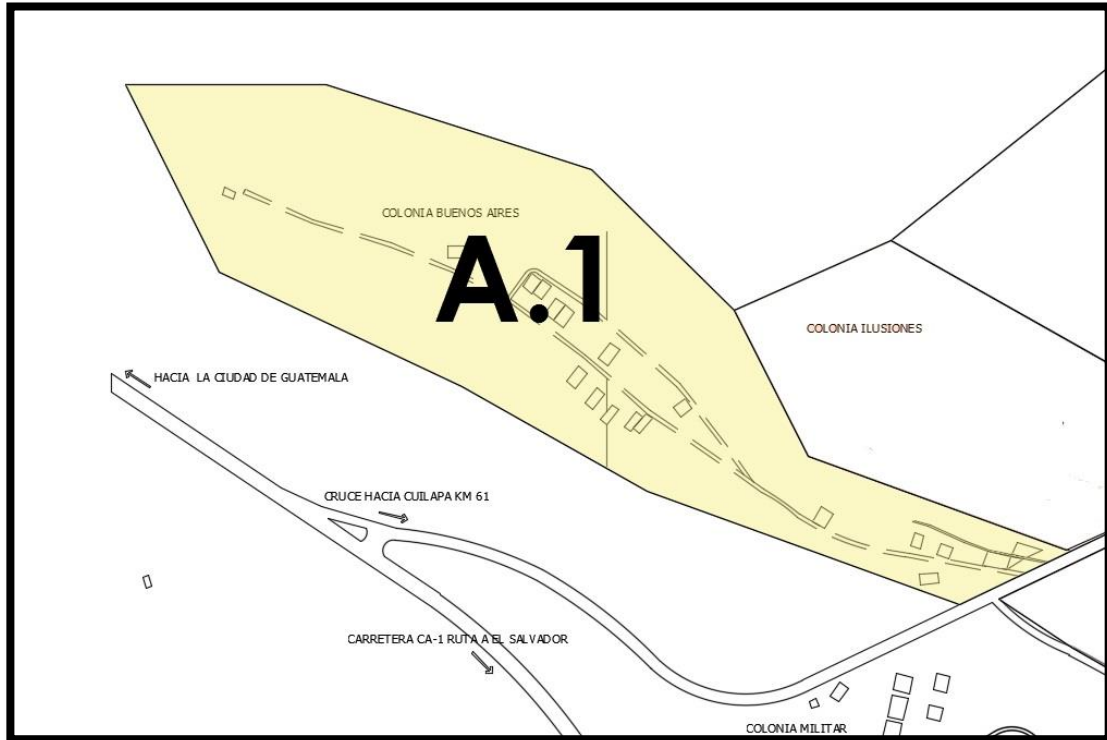 COLONIA BUENOS AIRES
A.1
COLONIA ILUSIONES
HACIA LA CIUDAD DE GUATEMALA
CRUCE HACIA CUILAPA KM 61
CARRETERA CA-1 RUTA A EL SALVADOR
COLONIA MILITAR